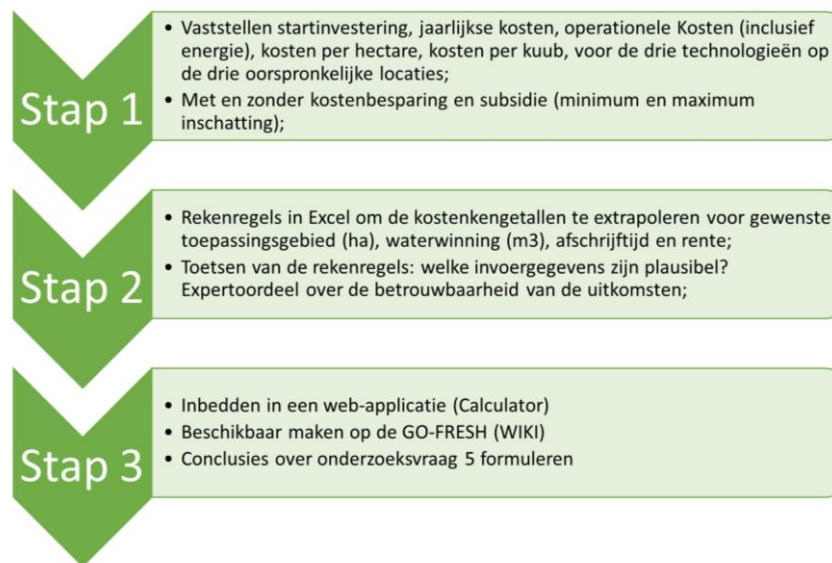 Stap 1
• Vaststellen startinvestering, jaarlijkse kosten, operationele Kosten (inclusief
energie), kosten per hectare, kosten per kuub, voor de drie technologieën op
de drie oorspronkelijke locaties;
• Met en zonder kostenbesparing en subsidie (minimum en maximum
inschatting);
Stap 2
• Rekenregels in Excel om de kostenkengetallen te extrapoleren voor gewenste
toepassingsgebied (ha), waterwinning (m3), afschrijftijd en rente;
• Toetsen van de rekenregels: welke invoergegevens zijn plausibel?
Expertoordeel over de betrouwbaarheid van de uitkomsten;
Stap 3
• Inbedden in een web-applicatie (Calculator)
• Beschikbaar maken op de GO-FRESH (WIKI)
• Conclusies over onderzoeksvraag 5 formuleren